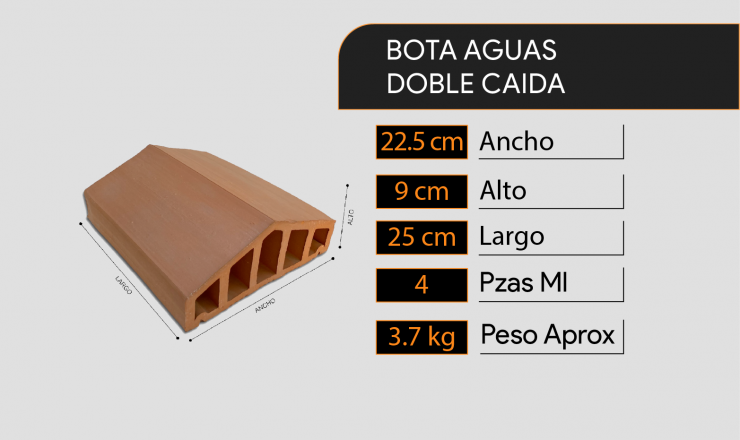 BOTA AGUAS
DOBLE CAIDA
22.5 cm Ancho
9 cm Alto
25 cm Largo
4 Pzas Ml
3.7 kg Peso Aprox
LARGO
ANCHO
ALTO